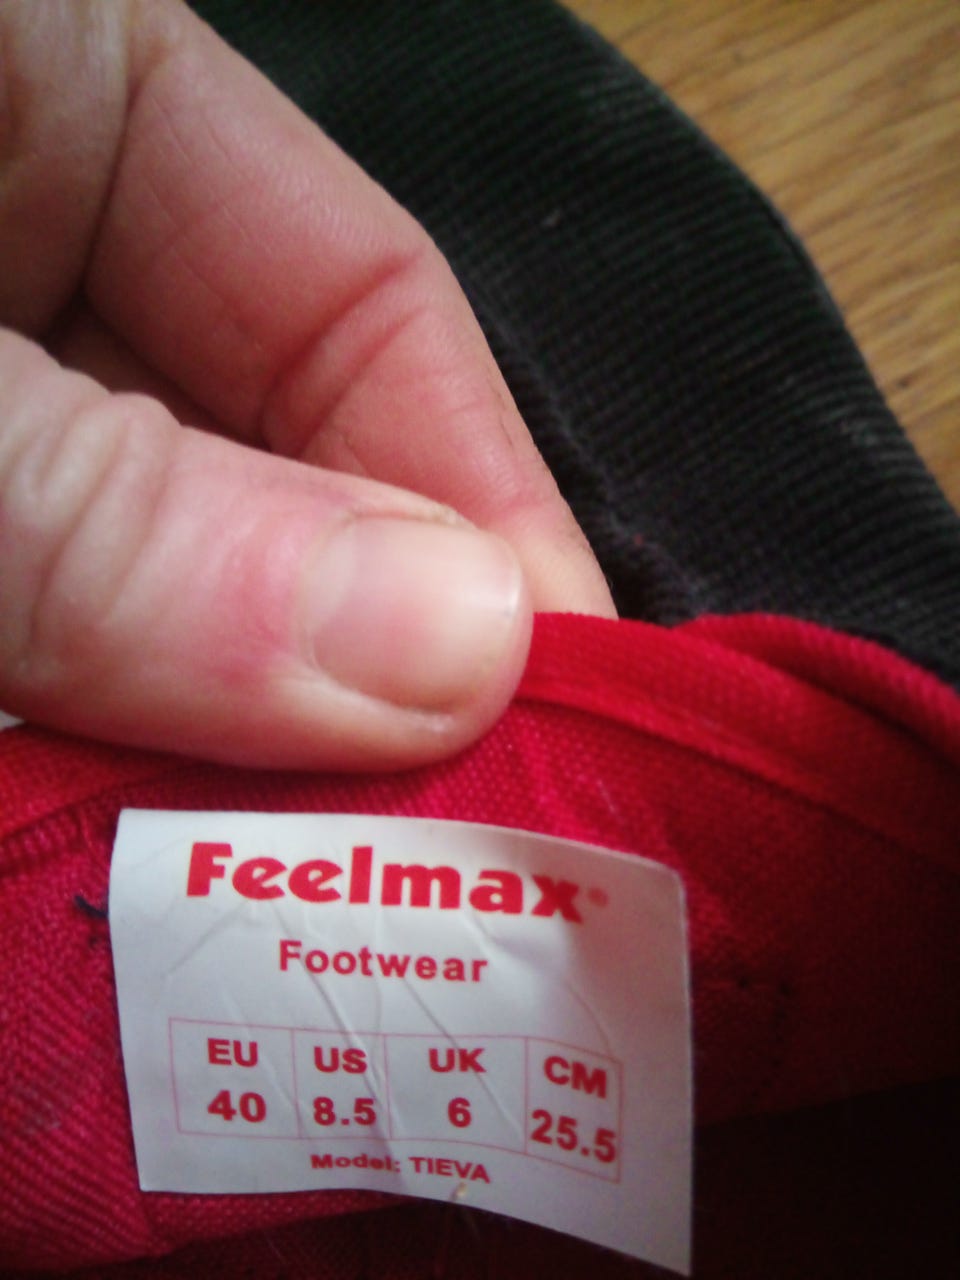 Feelmax®
Footwear
EU US UK CM
40 8.5 6 25.5
Model: TIEVA